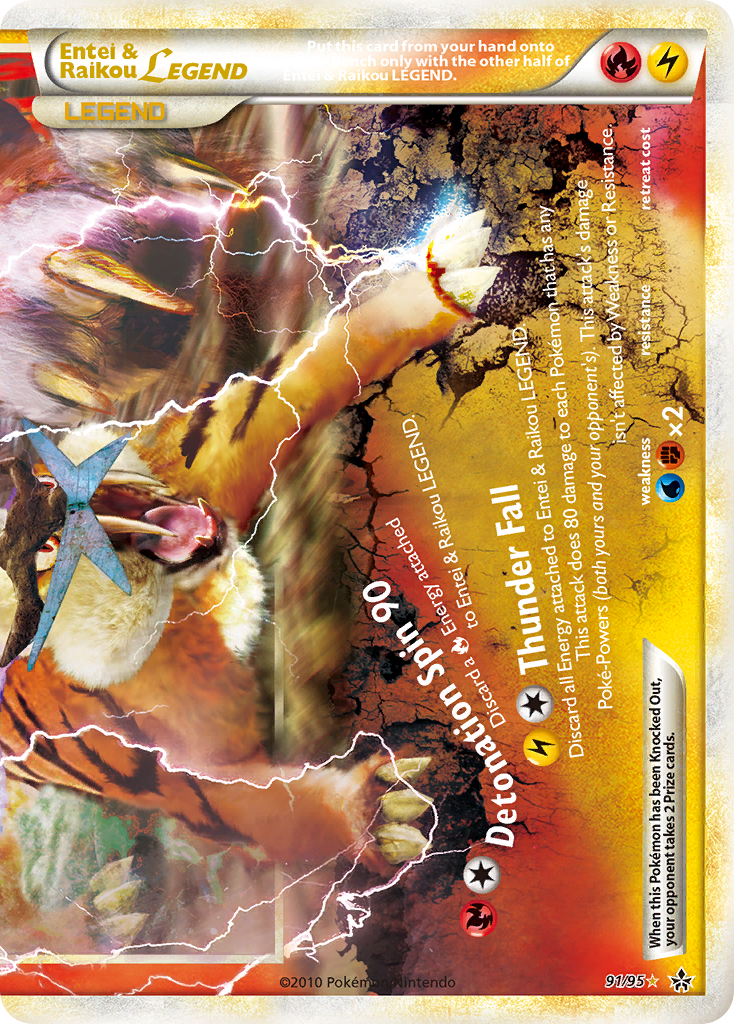 Entei &
Raikou LEGEND
Put this card from your hand onto
only with the other half of
Entei & Raikou LEGEND.
LEGEND
Detonation Spin 90
Discard a Energy attached
to Entei & Raikou LEGEND.
Thunder Fall
Discard all Energy attached to Entei & Raikou LEGEND.
This attack does 80 damage to each Pokémon that has any
Poké-Powers (both yours and your opponent's). This attack's damage
isn't affected by Weakness or Resistance.
weakness
×2
resistance
retreat cost
When this Pokémon has been Knocked Out,
your opponent takes 2 Prize cards.
©2010 Pokémon/Nintendo
91/95